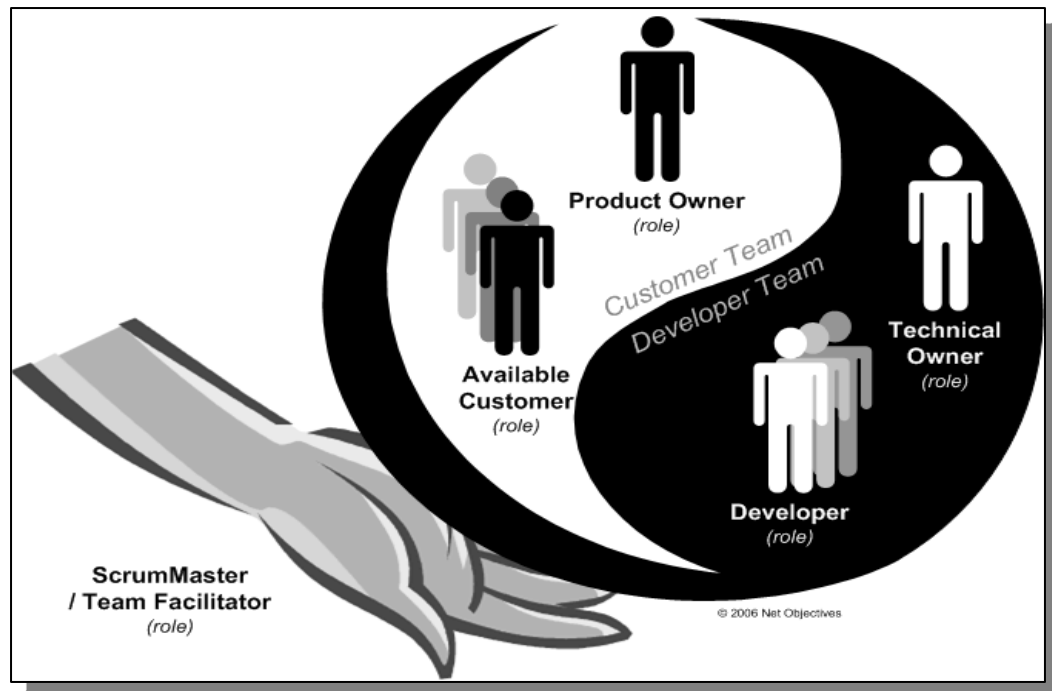 Product Owner
(role)
Customer Team
Developer Team
Technical
Owner
(role)
Available
Customer
(role)
Developer
(role)
ScrumMaster
/ Team Facilitator
(role)
© 2006 Net Objectives